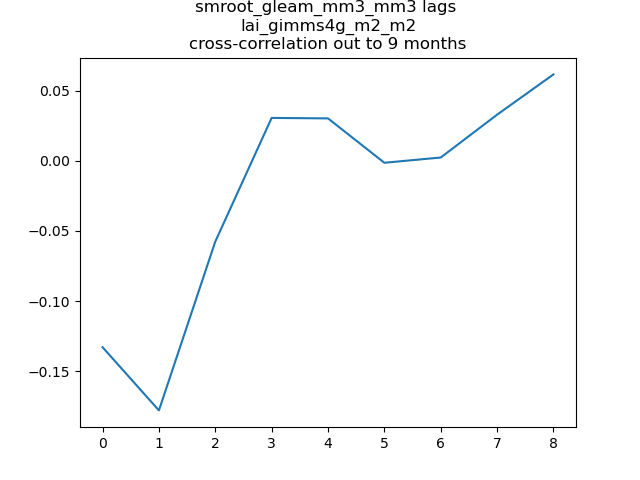 smroot_gleam_mm3_mm3 lags
lai_gimms4g_m2_m2
cross-correlation out to 9 months
0.05
0.00
−0.05
−0.10
−0.15
0 1 2 3 4 5 6 7 8